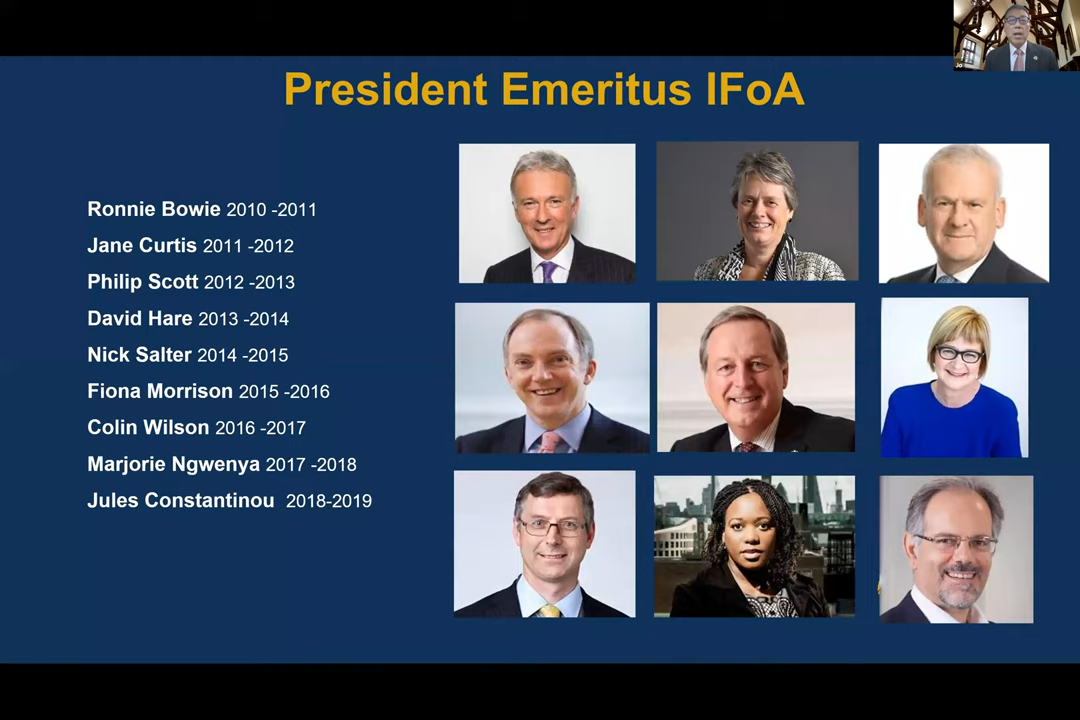 President Emeritus IFoA
Ronnie Bowie 2010 -2011
Jane Curtis 2011 -2012
Philip Scott 2012 -2013
David Hare 2013 -2014
Nick Salter 2014 -2015
Fiona Morrison 2015 -2016
Colin Wilson 2016 -2017
Marjorie Ngwenya 2017 -2018
Jules Constantinou 2018-2019